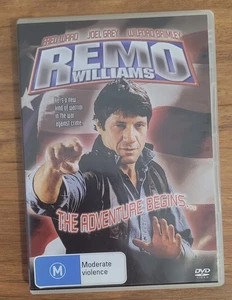 FRED WARD JOEL GREY WILFORD BRIMLEY
REMO
WILLIAMS
He's a new
kind of warrior
in the war
against crime
THE ADVENTURE BEGINS
M
Moderate
violence
DVD